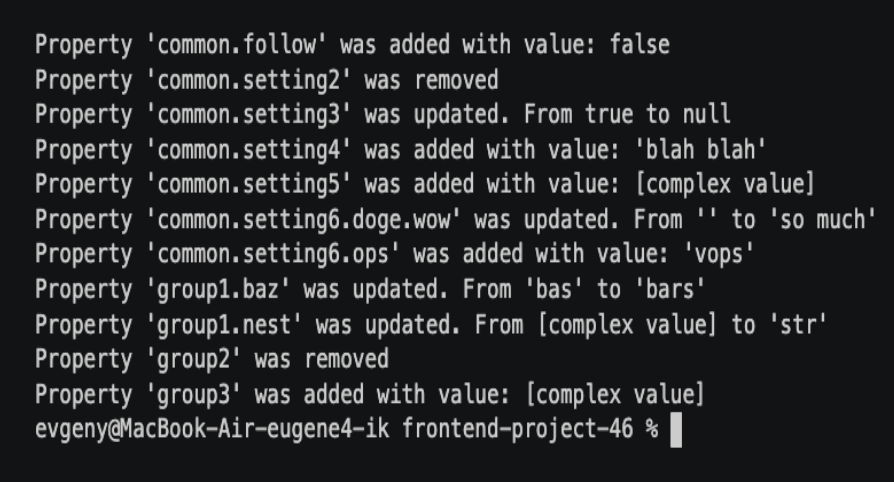 Property 'common.follow' was added with value: false
Property 'common.setting2' was removed
Property 'common.setting3' was updated. From true to null
Property 'common.setting4' was added with value: 'blah blah'
Property 'common.setting5' was added with value: [complex value]
Property 'common.setting6.doge.wow' was updated. From '' to 'so much'
Property 'common.setting6.ops' was added with value: 'vops'
Property 'group1.baz' was updated. From 'bas' to 'bars'
Property 'group1.nest' was updated. From [complex value] to 'str'
Property 'group2' was removed
Property 'group3' was added with value: [complex value]
evgeny@MacBook-Air-eugene4-ik frontend-project-46 %